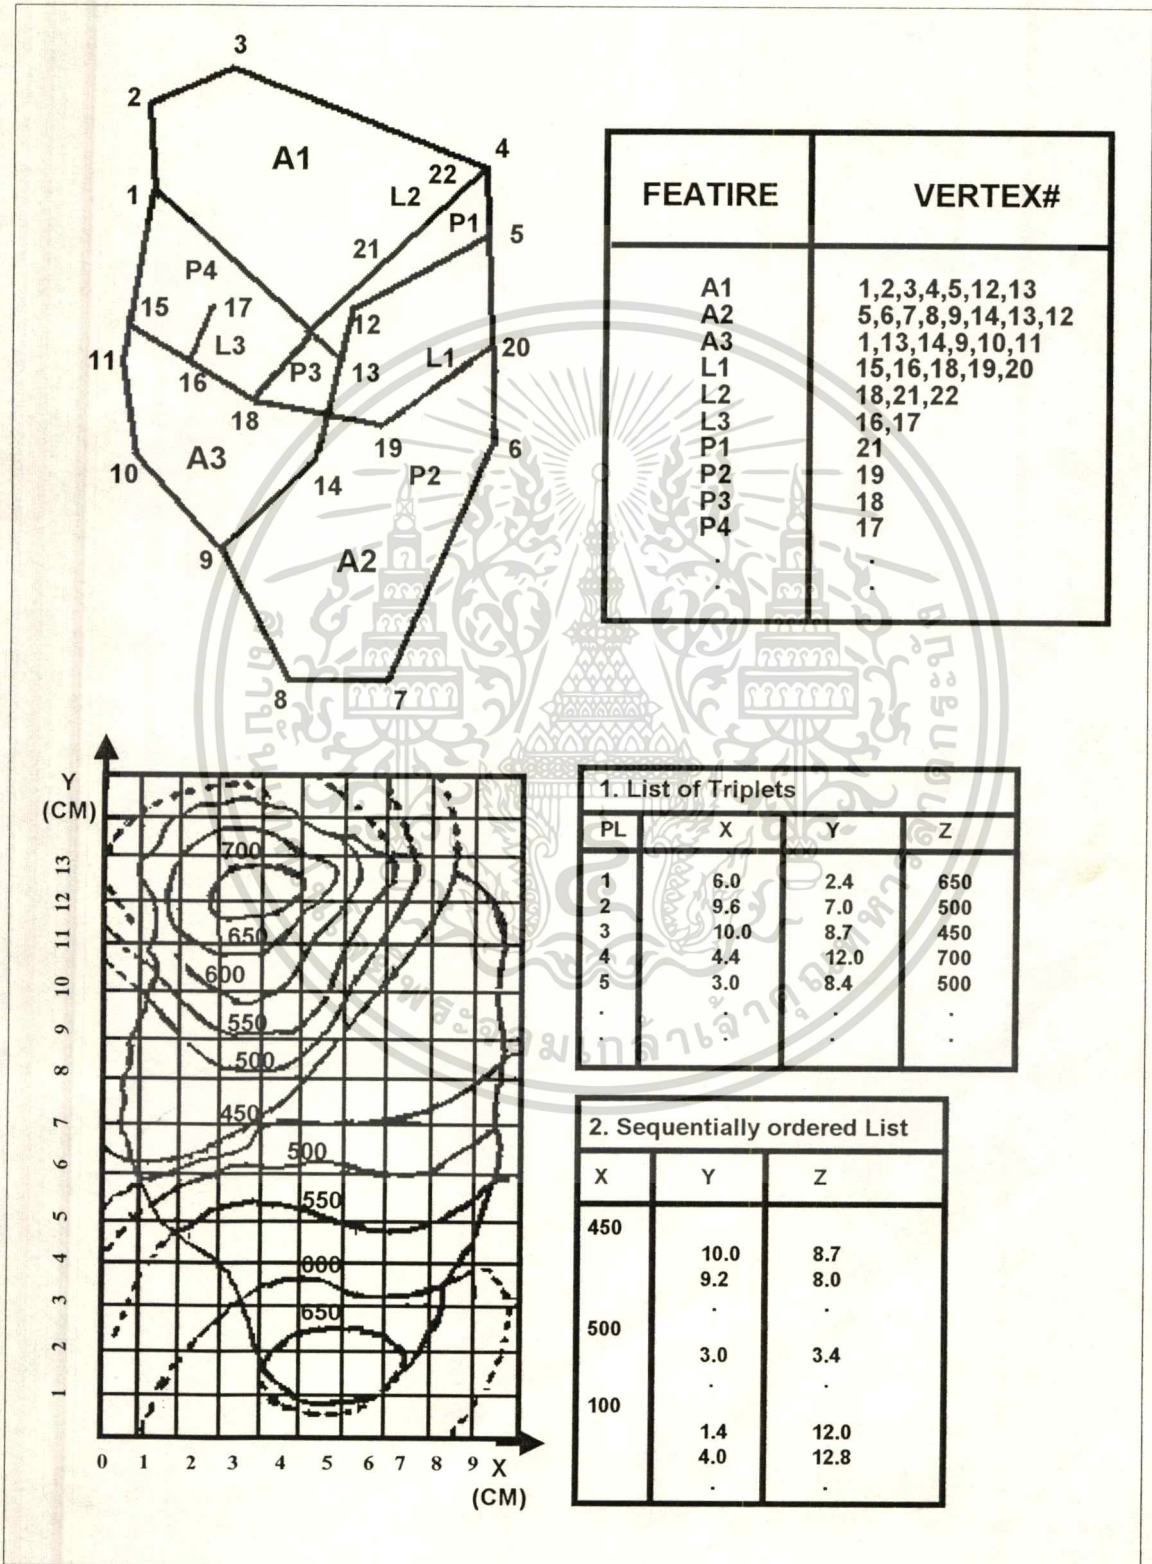 3
2
4
A1
22
L2
1
P1
5
21
P4
15
17
12
L3
L1
20
11
P3
13
16
18
19
6
A3
P2
10
14
9
A2
8
7
FEATIRE VERTEX#
A1 1,2,3,4,5,12,13
A2 5,6,7,8,9,14,13,12
A3 1,13,14,9,10,11
L1 15,16,18,19,20
L2 18,21,22
L3 16,17
P1 21
P2 19
P3 18
P4 17
. .
. .
Y
(CM)
13
12
11
10
9
8
7
6
5
4
3
2
1
700
650
600
550
500
450
500
550
000
650
0 1 2 3 4 5 6 7 8 9 X
(CM)
1. List of Triplets
PL X Y Z
1 6.0 2.4 650
2 9.6 7.0 500
3 10.0 8.7 450
4 4.4 12.0 700
5 3.0 8.4 500
. . . .
. . . .
2. Sequentially ordered List
X Y Z
450
10.0 8.7
9.2 8.0
. .
500
3.0 3.4
. .
100
1.4 12.0
4.0 12.8
. .